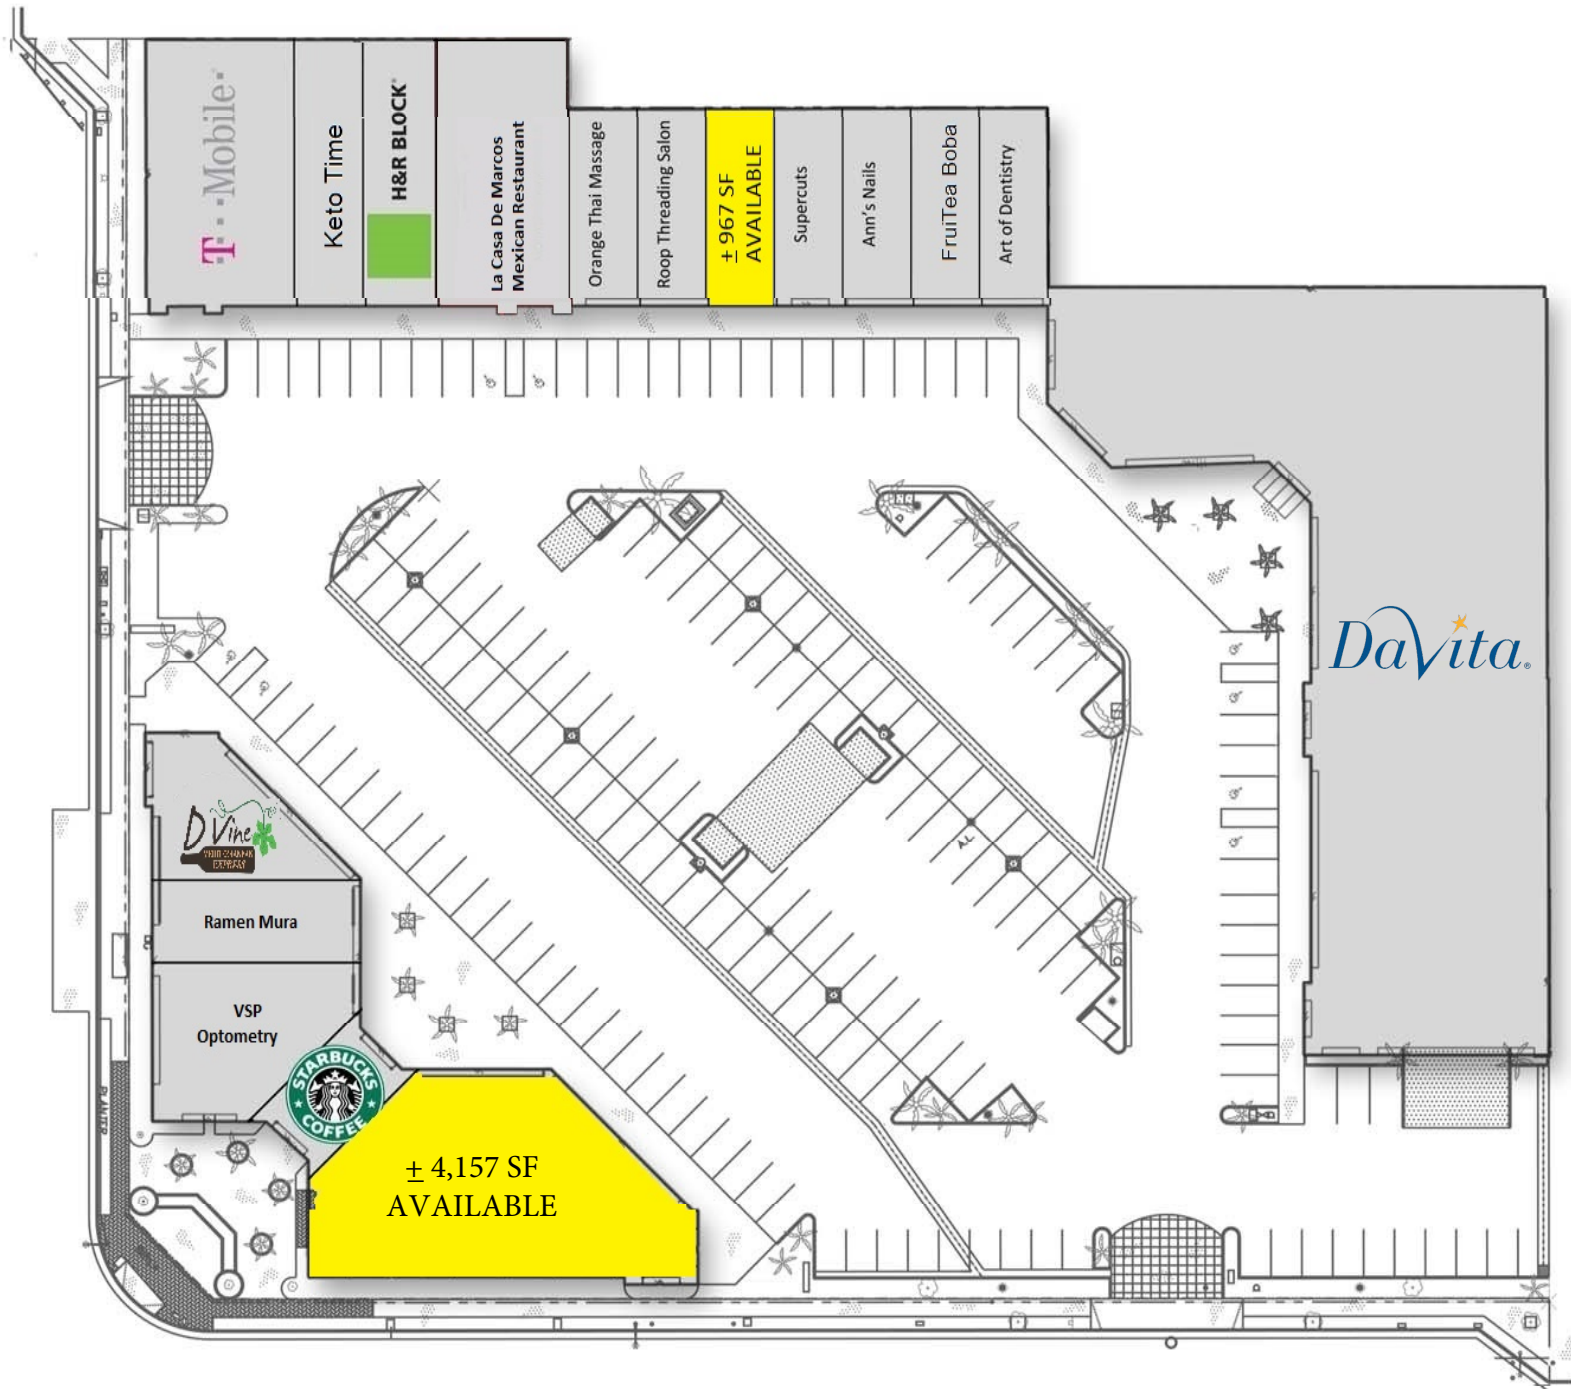 T··Mobile·
Keto Time
H&R BLOCK®
La Casa De Marcos
Mexican Restaurant
Orange Thai Massage
Roop Threading Salon
± 967 SF
AVAILABLE
Supercuts
Ann's Nails
FruiTea Boba
Art of Dentistry
DaVita®
D Vine
Ramen Mura
VSP
Optometry
STARBUCKS
COFFEE
± 4,157 SF
AVAILABLE
A.L.
PLANTER